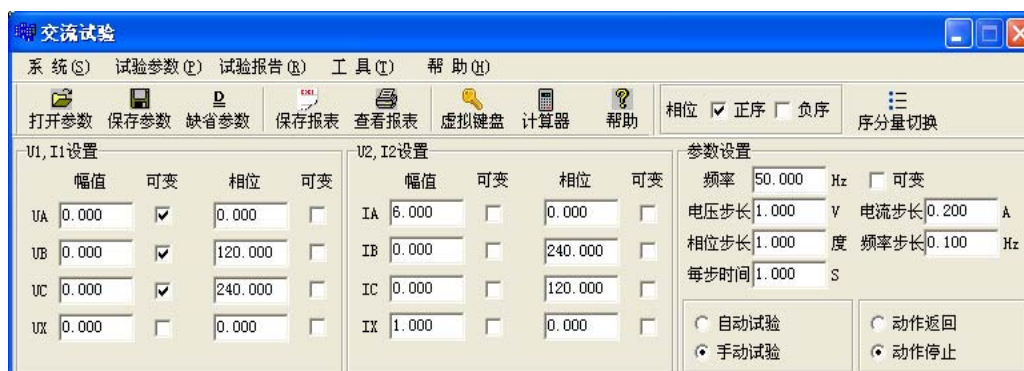 交流试验
系 统(S) 试验参数(P) 试验报告(R) 工 具(T) 帮 助(H)
打开参数 保存参数 缺省参数 保存报表 查看报表 虚拟键盘 计算器 帮助 相位 正序 负序 序分量切换
U1,I1设置 U2,I2设置 参数设置
幅值 可变 相位 可变 幅值 可变 相位 可变 频率 50.000 Hz 可变
UA 0.000 0.000 IA 6.000 0.000 电压步长 1.000 V 电流步长 0.200 A
UB 0.000 120.000 IB 0.000 240.000 相位步长 1.000 度 频率步长 0.100 Hz
UC 0.000 240.000 IC 0.000 120.000 每步时间 1.000 S
UX 0.000 0.000 IX 1.000 0.000 自动试验 动作返回
手动试验 动作停止